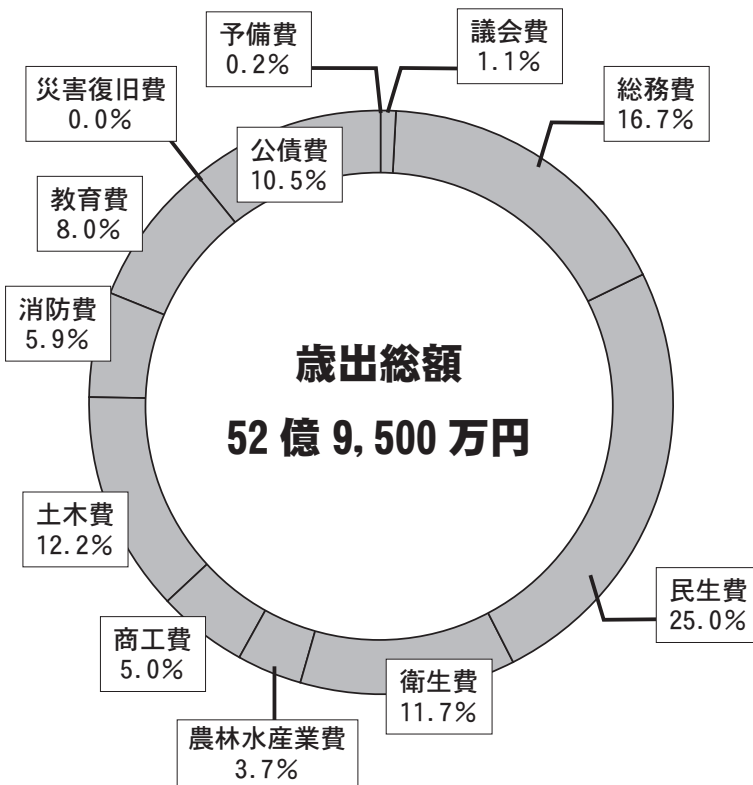 予備費
0.2%
議会費
1.1%
総務費
16.7%
災害復旧費
0.0%
公債費
10.5%
教育費
8.0%
消防費
5.9%
歳出総額
52 億 9,500 万円
土木費
12.2%
民生費
25.0%
商工費
5.0%
衛生費
11.7%
農林水産業費
3.7%